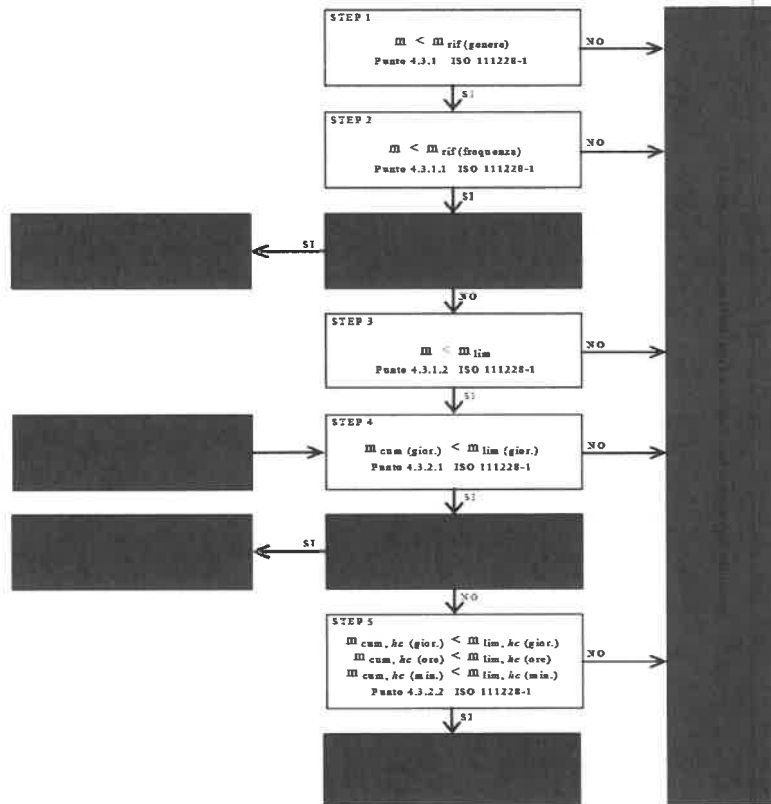 STEP 1
m < m rif (genere)
NO
Punto 4.3.1 ISO 111228-1
SI
STEP 2
m < m rif (frequenza)
NO
Punto 4.3.1.1 ISO 111228-1
SI
SI
NO
STEP 3
m < m lim
NO
Punto 4.3.1.2 ISO 111228-1
SI
STEP 4
m cum (gior.) < m lim (gior.)
NO
Punto 4.3.2.1 ISO 111228-1
SI
SI
NO
STEP 5
m cum, hc (gior.) < m lim, hc (gior.)
m cum, hc (ore) < m lim, hc (ore)
NO
m cum, hc (min.) < m lim, hc (min.)
Punto 4.3.2.2 ISO 111228-1
SI